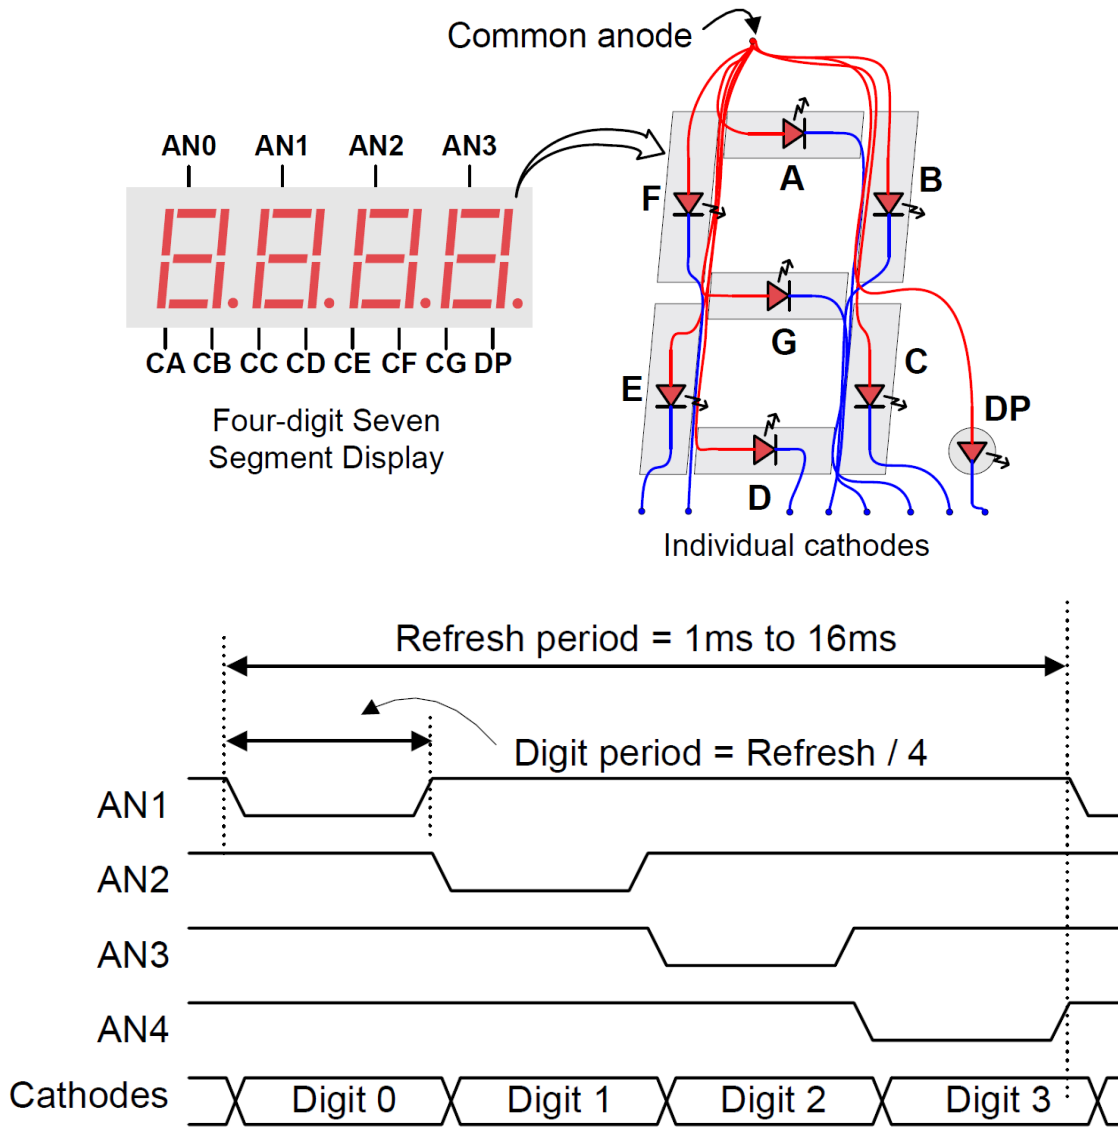 Common anode
AN0 AN1 AN2 AN3
CA CB CC CD CE CF CG DP
Four-digit Seven
Segment Display
A
B
F
G
E
C
DP
D
Individual cathodes
Refresh period = 1ms to 16ms
Digit period = Refresh / 4
AN1
AN2
AN3
AN4
Cathodes Digit 0 Digit 1 Digit 2 Digit 3